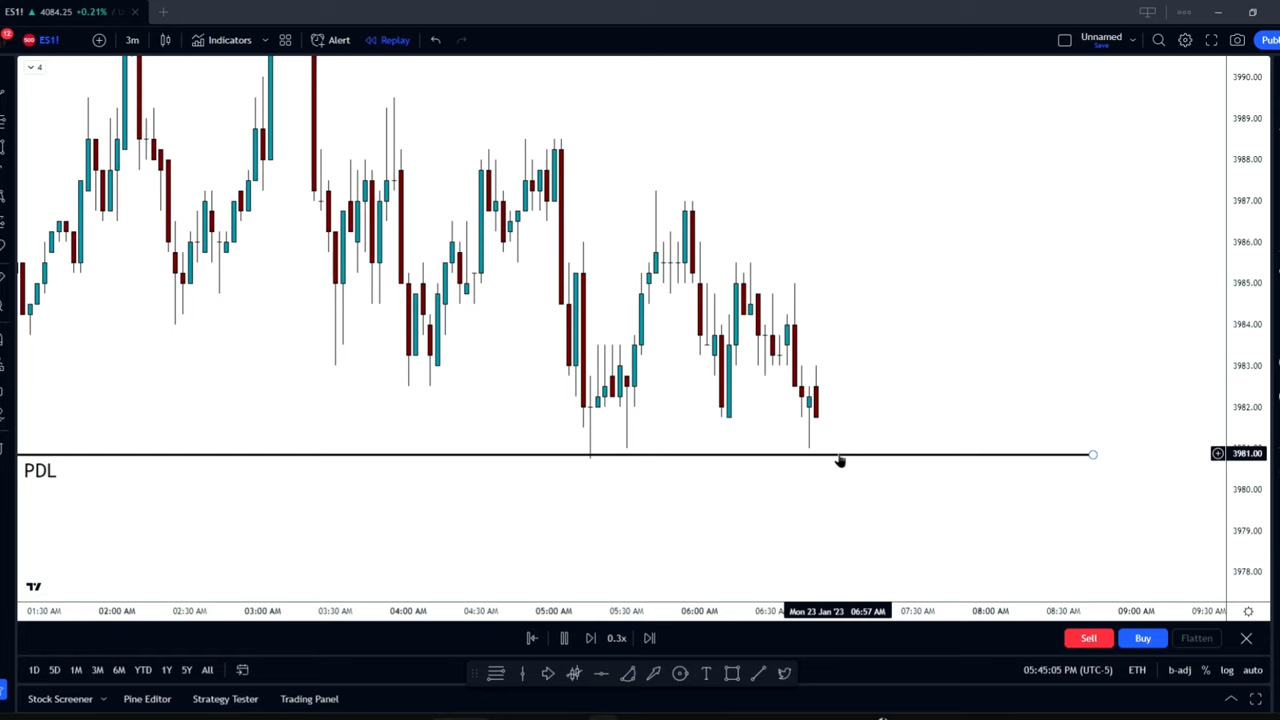 ES1! ▲ 4084.25 +0.21%
12
500 ES1! 3m Indicators Alert Replay Unnamed Save Publ
4
3990.00
3989.00
3988.00
3987.00
3986.00
3985.00
3984.00
3983.00
3982.00
3981.00
PDL
3980.00
3979.00
3978.00
01:30 AM 02:00 AM 02:30 AM 03:00 AM 03:30 AM 04:00 AM 04:30 AM 05:00 AM 05:30 AM 06:00 AM 06:30 Mon 23 Jan '23 06:57 AM 07:30 AM 08:00 AM 08:30 AM 09:00 AM 09:30 AM
0.3x Sell Buy Flatten
1D 5D 1M 3M 6M YTD 1Y 5Y All 05:45:05 PM (UTC-5) ETH b-adj % log auto
Stock Screener Pine Editor Strategy Tester Trading Panel